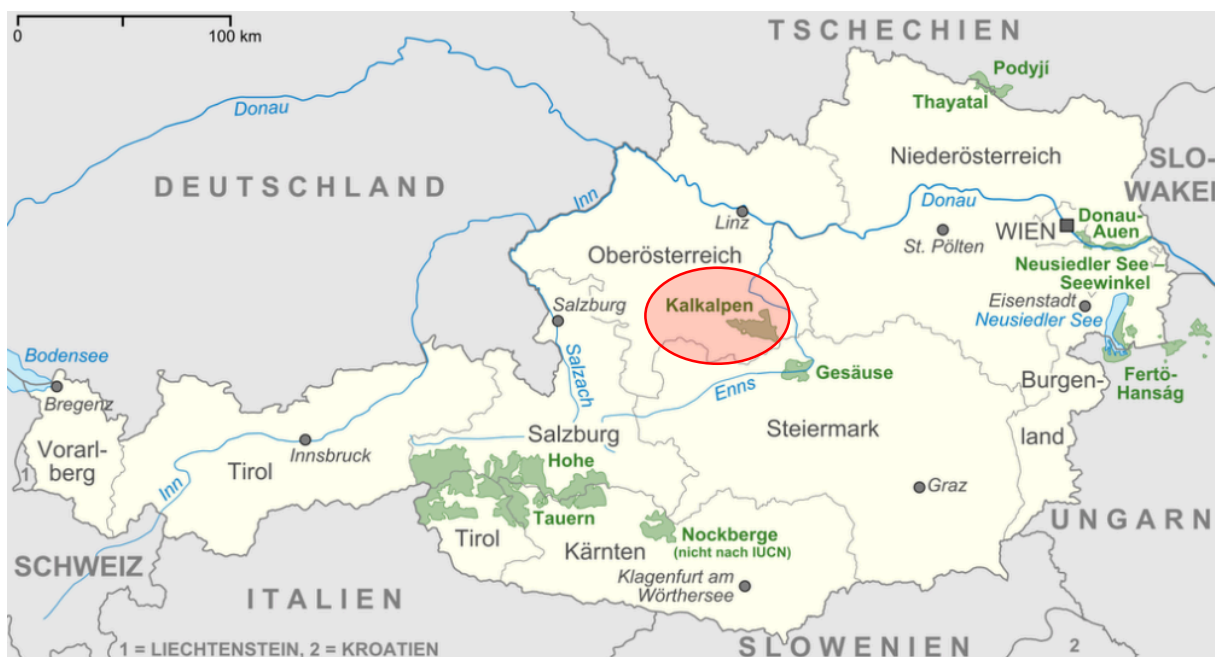 0
100 km
TSCHECHIEN
Podyjí
Thayatal
Donau
Niederösterreich
SLO-
WAKEI
DEUTSCHLAND
Inn
Linz
Donau
St. Pölten
WIEN
Donau-
Auen
Oberösterreich
Neusiedler See –
Seewinkel
Kalkalpen
Salzburg
Eisenstadt
Neusiedler See
Bodensee
Bregenz
Salzach
Enns
Gesäuse
Burgen-
land
Fertö-
Hanság
Vorarl-
berg
1
Tirol
Innsbruck
Inn
Salzburg
Steiermark
Hohe
Tauern
Graz
Tirol
Kärnten
Nockberge
(nicht nach IUCN)
UNGARN
SCHWEIZ
ITALIEN
Klagenfurt am
Wörthersee
SLOWENIEN
2
1 = LIECHTENSTEIN, 2 = KROATIEN